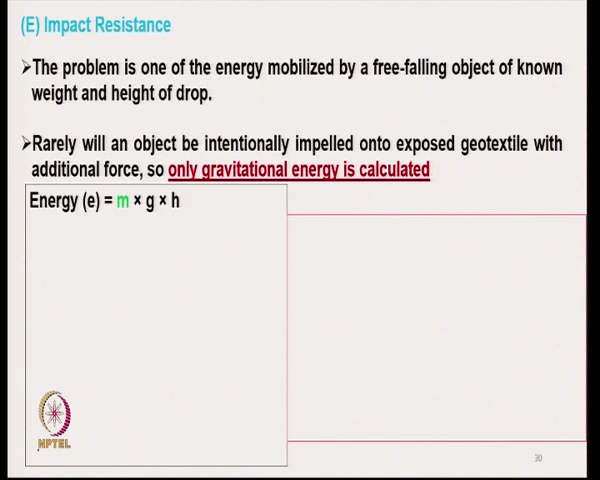 (E) Impact Resistance
➢The problem is one of the energy mobilized by a free-falling object of known
weight and height of drop.
➢Rarely will an object be intentionally impelled onto exposed geotextile with
additional force, so only gravitational energy is calculated
Energy (e) = m × g × h
NPTEL
30